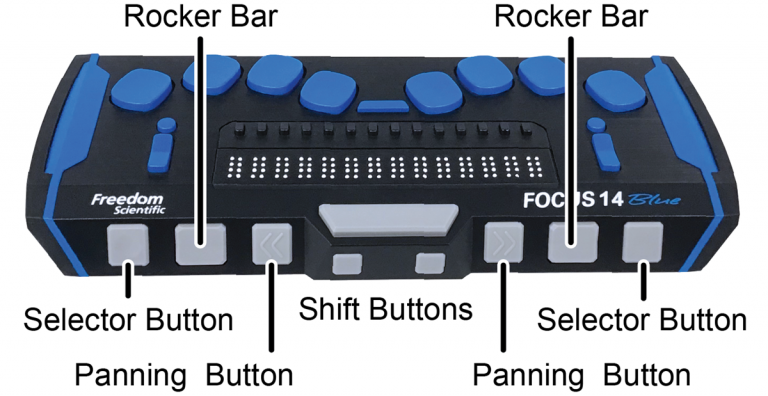 Rocker Bar
Rocker Bar
Freedom
Scientific
FOCUS 14 Blue
«
»
Selector Button
Shift Buttons
Selector Button
Panning Button
Panning Button